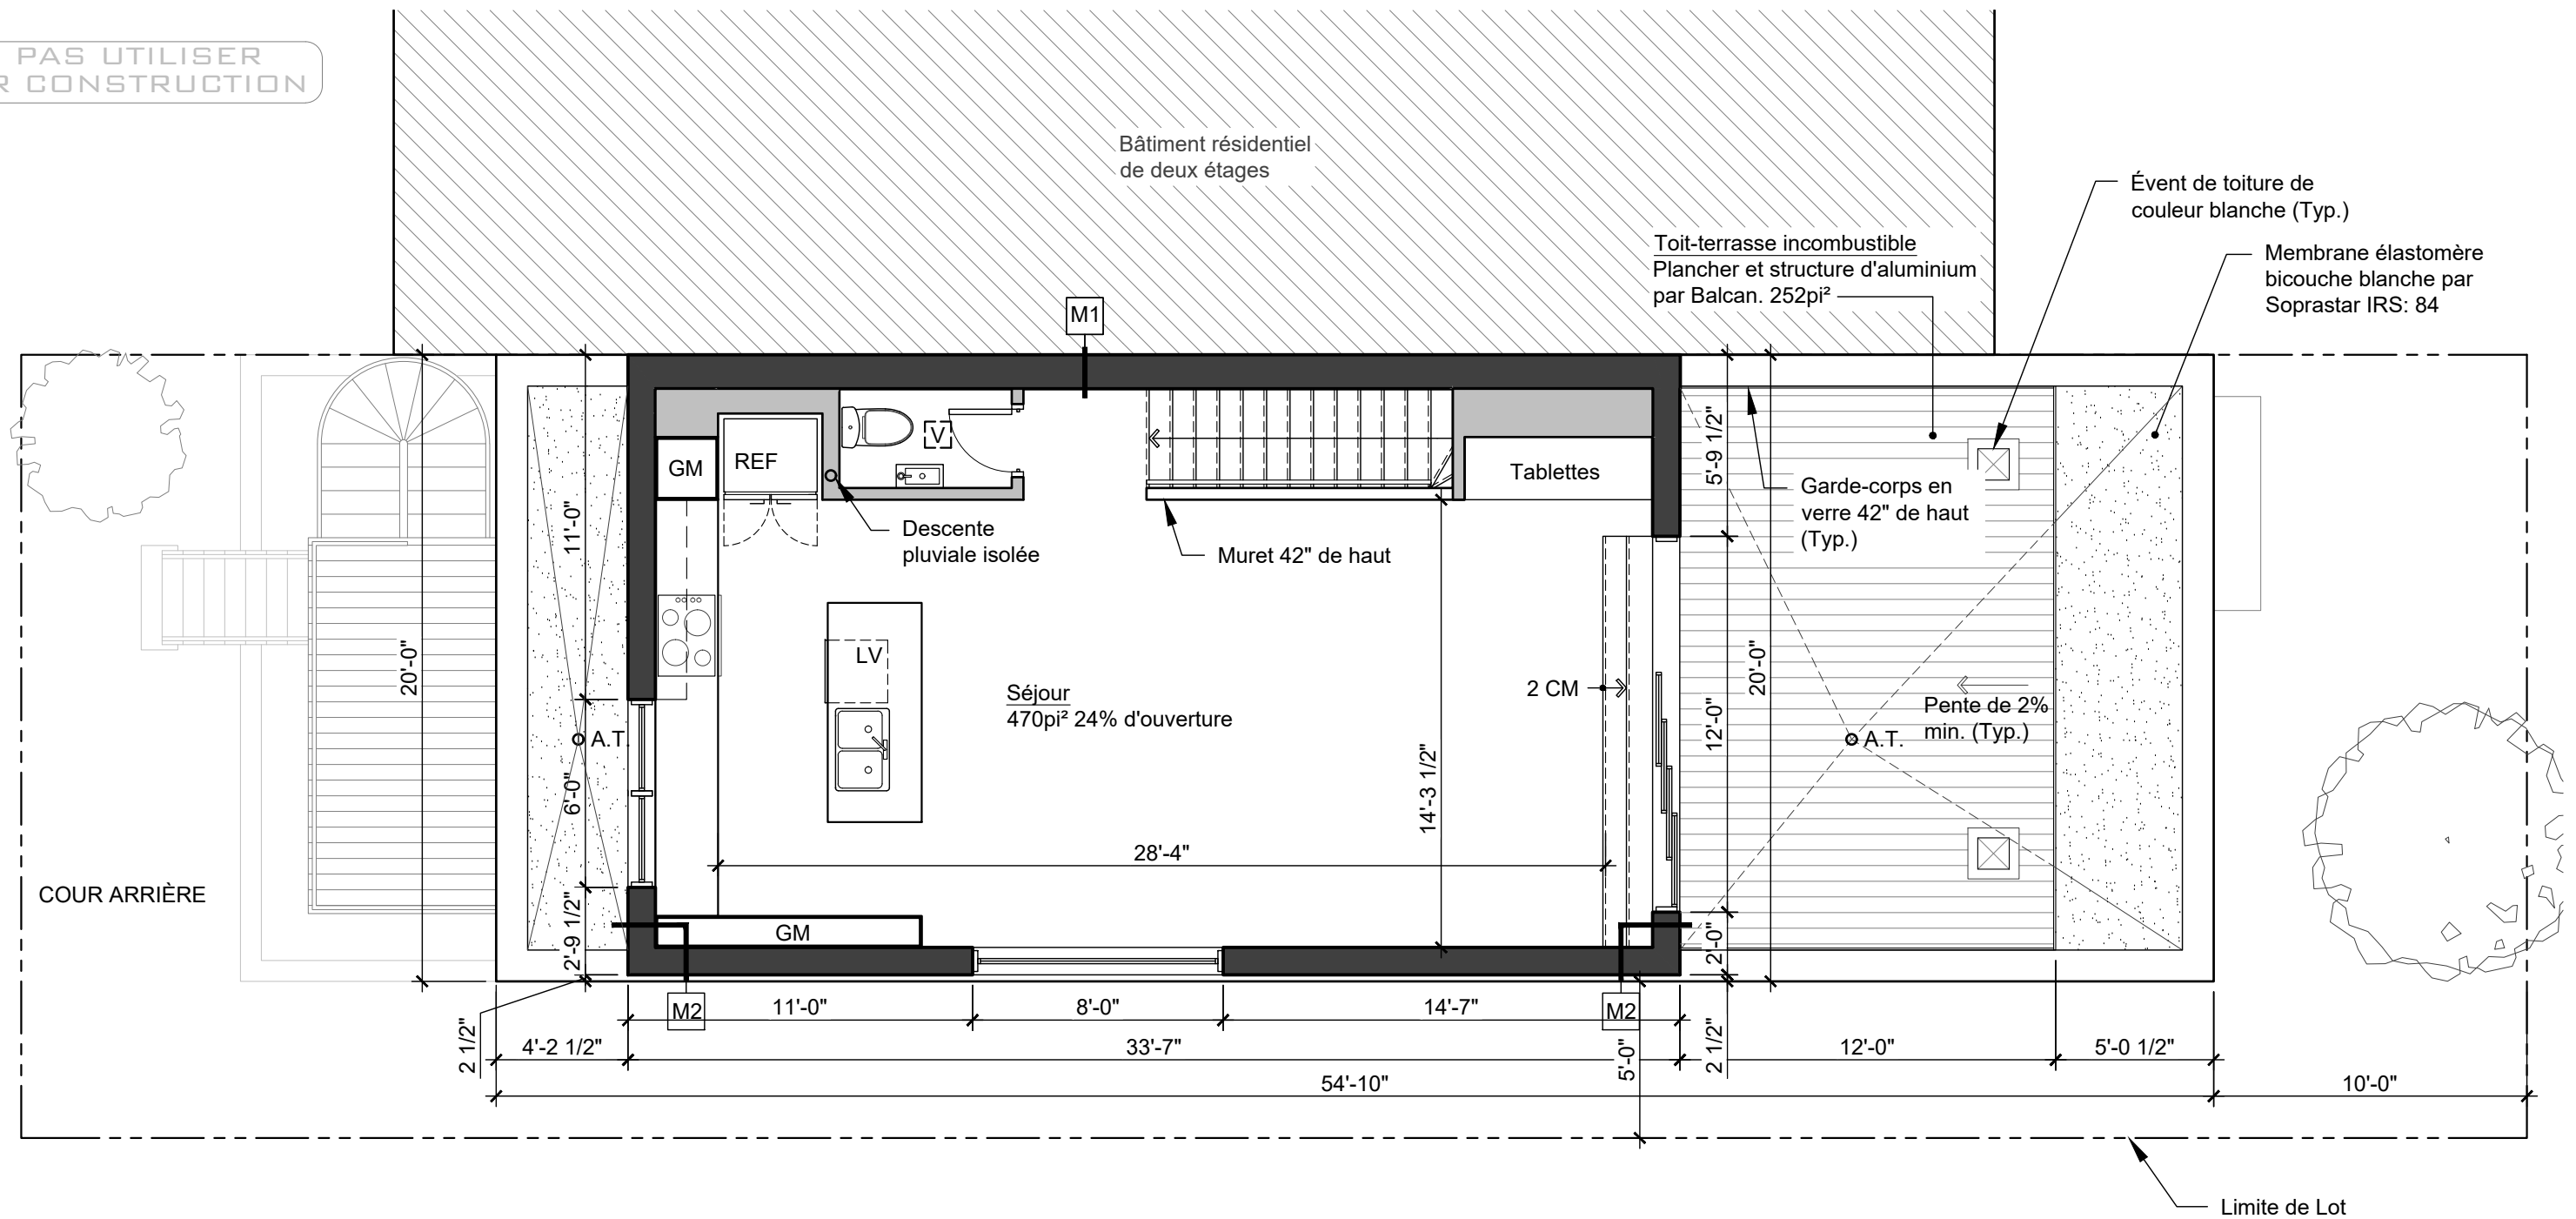 PAS UTILISER
R CONSTRUCTION
Bâtiment résidentiel
de deux étages
Évent de toiture de
couleur blanche (Typ.)
Toit-terrasse incombustible
Plancher et structure d'aluminium
par Balcan. 252pi²
Membrane élastomère
bicouche blanche par
Soprastar IRS: 84
M1
GM
REF
V
Tablettes
5'-9 1/2"
Garde-corps en
verre 42" de haut
(Typ.)
Descente
pluviale isolée
Muret 42" de haut
11'-0"
20'-0"
LV
Séjour
470pi² 24% d'ouverture
2 CM
20'-0"
12'-0"
Pente de 2%
min. (Typ.)
A.T.
A.T.
6'-0"
14'-3 1/2"
28'-4"
COUR ARRIÈRE
2'-9 1/2"
GM
2'-0"
M2
11'-0"
8'-0"
14'-7"
M2
2 1/2"
4'-2 1/2"
33'-7"
5'-0"
2 1/2"
12'-0"
5'-0 1/2"
54'-10"
10'-0"
Limite de Lot